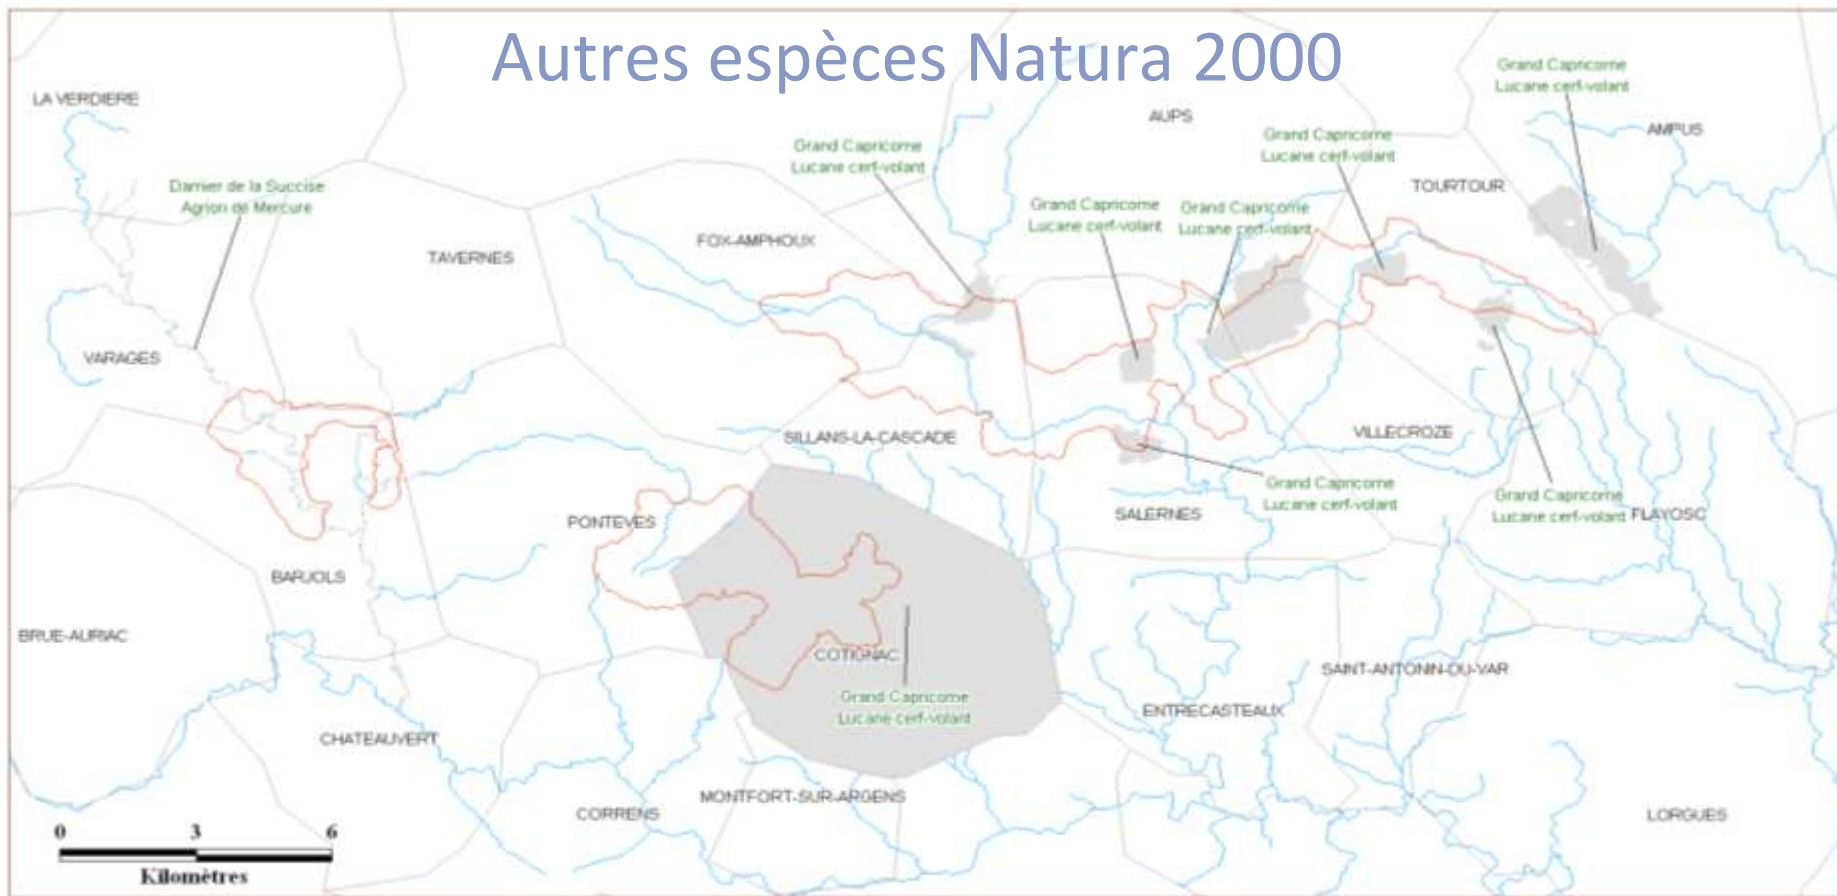 Autres espèces Natura 2000
LA VERDIERE
Grand Capricorne
Lucane cerf-volant
AUPS
AMPUS
Grand Capricorne
Lucane cerf-volant
Grand Capricorne
Lucane cerf-volant
Damier de la Succise
Agrion de Mercure
TOURTOUR
Grand Capricorne
Lucane cerf-volant
Grand Capricorne
Lucane cerf-volant
FOX-AMPHOUX
TAVERNES
VARAGES
SILLANS-LA-CASCADE
VILLECROZE
Grand Capricorne
Lucane cerf-volant
Grand Capricorne
Lucane cerf-volant
PONTEVES
SALERNES
FLAYOSC
BARJOLS
BRUE-AURIAC
COTIGNAC
SAINT-ANTONIN-DU-VAR
Grand Capricorne
Lucane cerf-volant
ENTRECASTEAUX
CHATEAUVERT
MONTFORT-SUR-ARGENS
CORRENS
LORGUES
0 3 6
Kilomètres